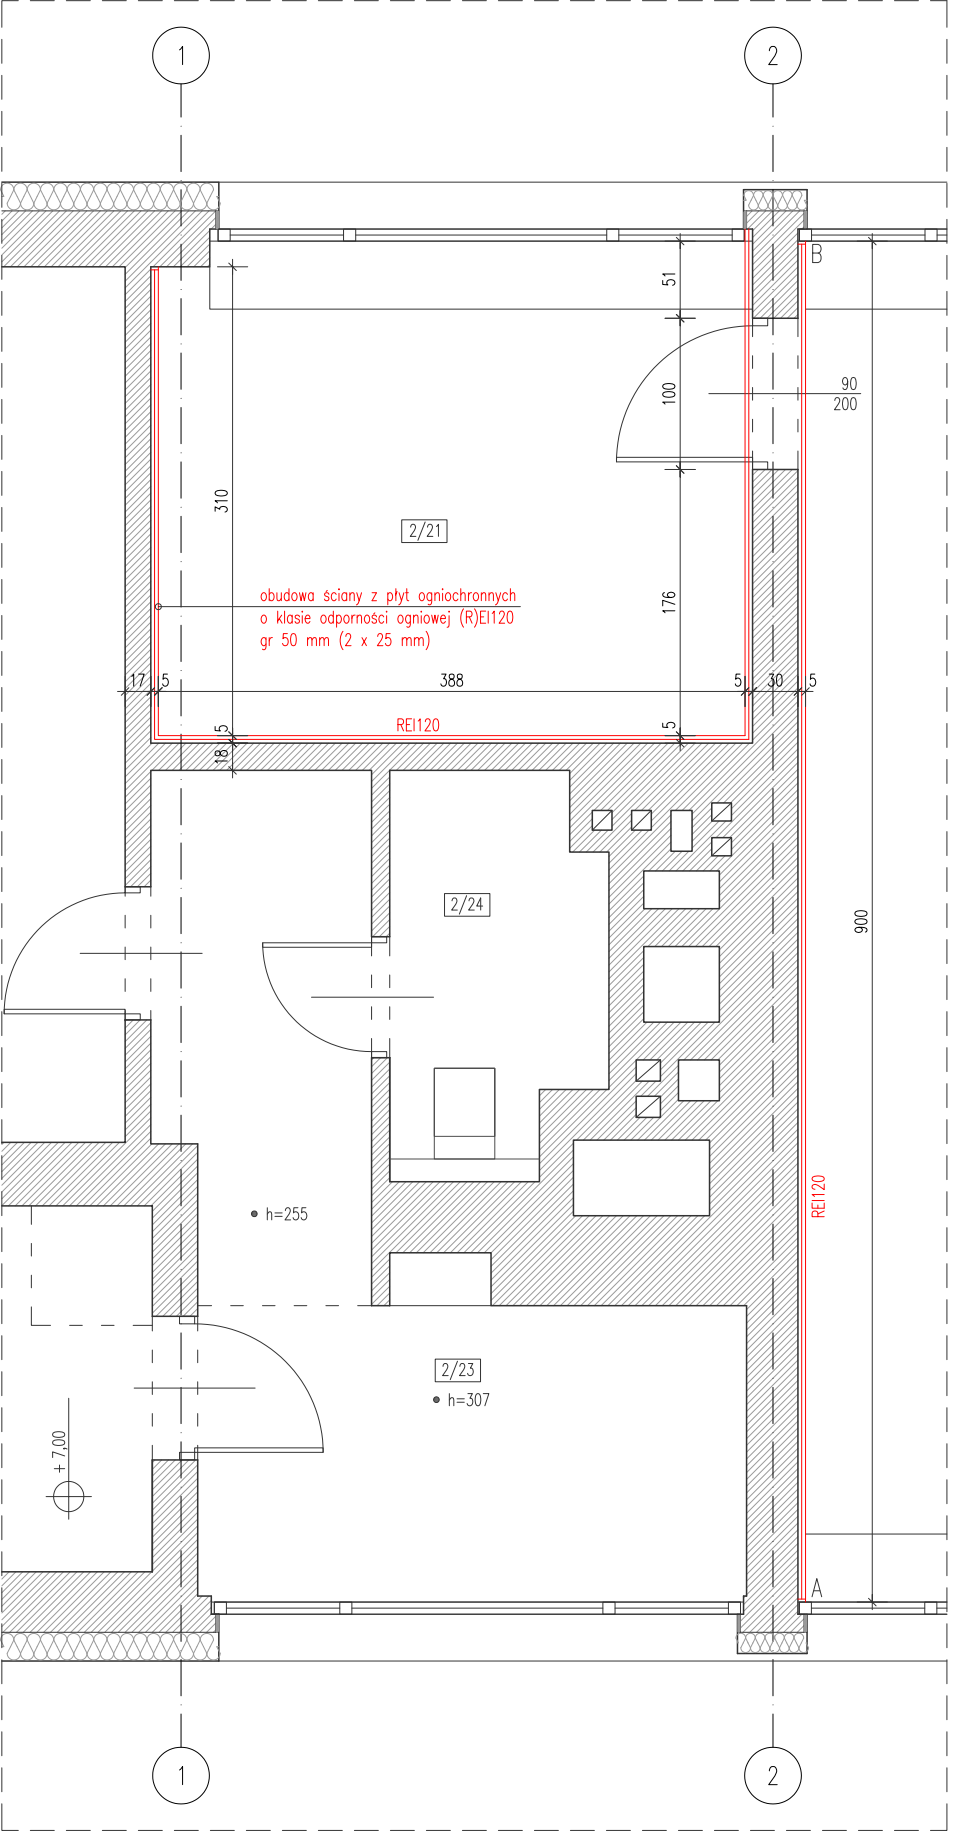 1
2
B
51
90
200
100
310
2/21
obudowa ściany z płyt ogniochronnych
o klasie odporności ogniowej (R)EI120
gr 50 mm (2 x 25 mm)
176
17
5
388
5
30
5
REI120
5
5
18
2/24
900
REI120
h=255
2/23
h=307
+ 7,00
A
1
2